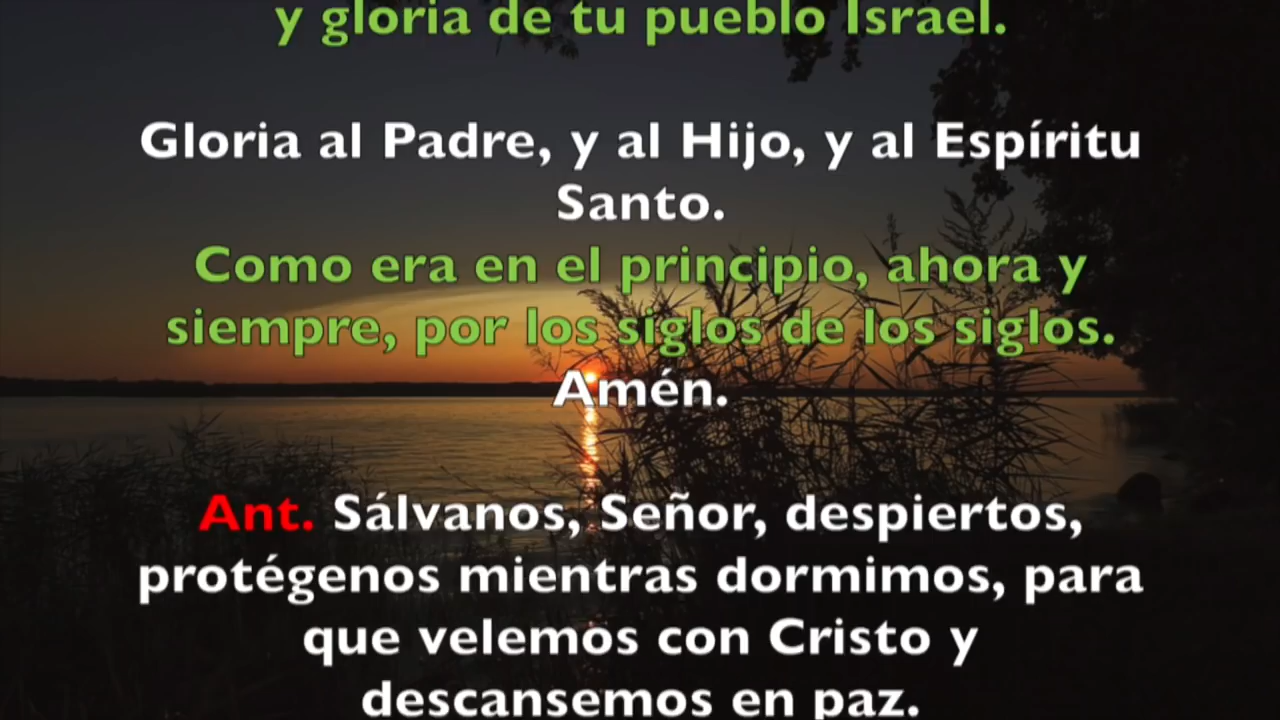 y gloria de tu pueblo Israel.
Gloria al Padre, y al Hijo, y al Espíritu
Santo.
Como era en el principio, ahora y
siempre, por los siglos de los siglos.
Amén.
Ant. Sálvanos, Señor, despiertos,
protégenos mientras dormimos, para
que velemos con Cristo y
descansemos en paz.